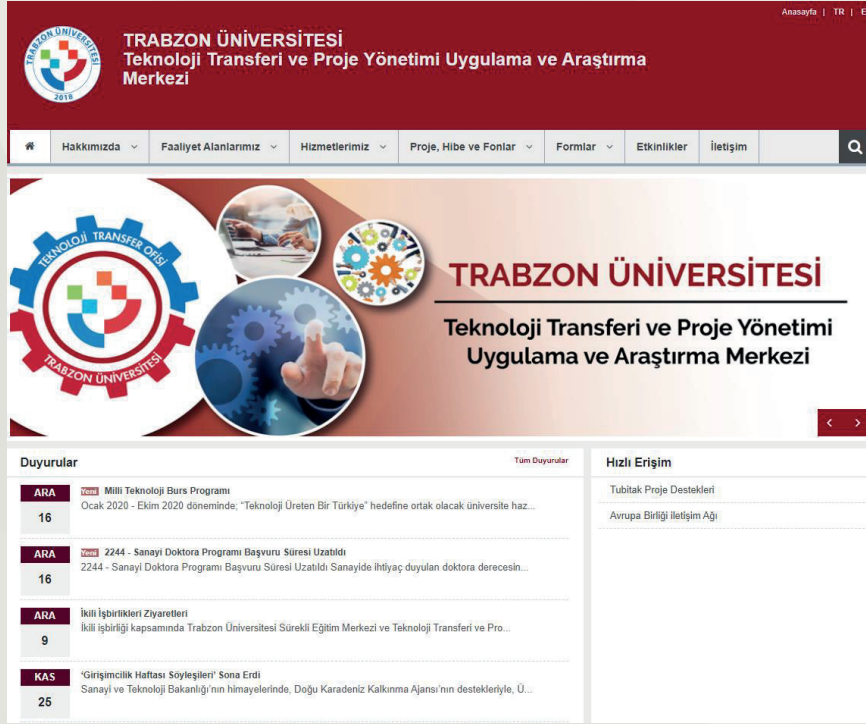 Anasayfa | TR | E
TRABZON ÜNİVERSİTESİ
2018
TRABZON ÜNİVERSİTESİ
Teknoloji Transferi ve Proje Yönetimi Uygulama ve Araştırma
Merkezi
Hakkımızda Faaliyet Alanlarımız Hizmetlerimiz Proje, Hibe ve Fonlar Formlar Etkinlikler İletişim
TEKNOLOJİ TRANSFER OFİSİ
TRABZON ÜNİVERSİTESİ
TRABZON ÜNİVERSİTESİ
Teknoloji Transferi ve Proje Yönetimi
Uygulama ve Araştırma Merkezi
Duyurular
Tüm Duyurular
ARA
16
Yeni Milli Teknoloji Burs Programı
Ocak 2020 - Ekim 2020 döneminde; “Teknoloji Üreten Bir Türkiye” hedefine ortak olacak üniversite haz...
ARA
16
Yeni 2244 - Sanayi Doktora Programı Başvuru Süresi Uzatıldı
2244 - Sanayi Doktora Programı Başvuru Süresi Uzatıldı Sanayide ihtiyaç duyulan doktora derecesin...
ARA
9
İkili İşbirlikleri Ziyaretleri
İkili işbirliği kapsamında Trabzon Üniversitesi Sürekli Eğitim Merkezi ve Teknoloji Transferi ve Pro...
KAS
25
‘Girişimcilik Haftası Söyleşileri’ Sona Erdi
Sanayi ve Teknoloji Bakanlığı’nın himayelerinde, Doğu Karadeniz Kalkınma Ajansı’nın destekleriyle, Ü...
Hızlı Erişim
Tubitak Proje Destekleri
Avrupa Birliği iletişim Ağı